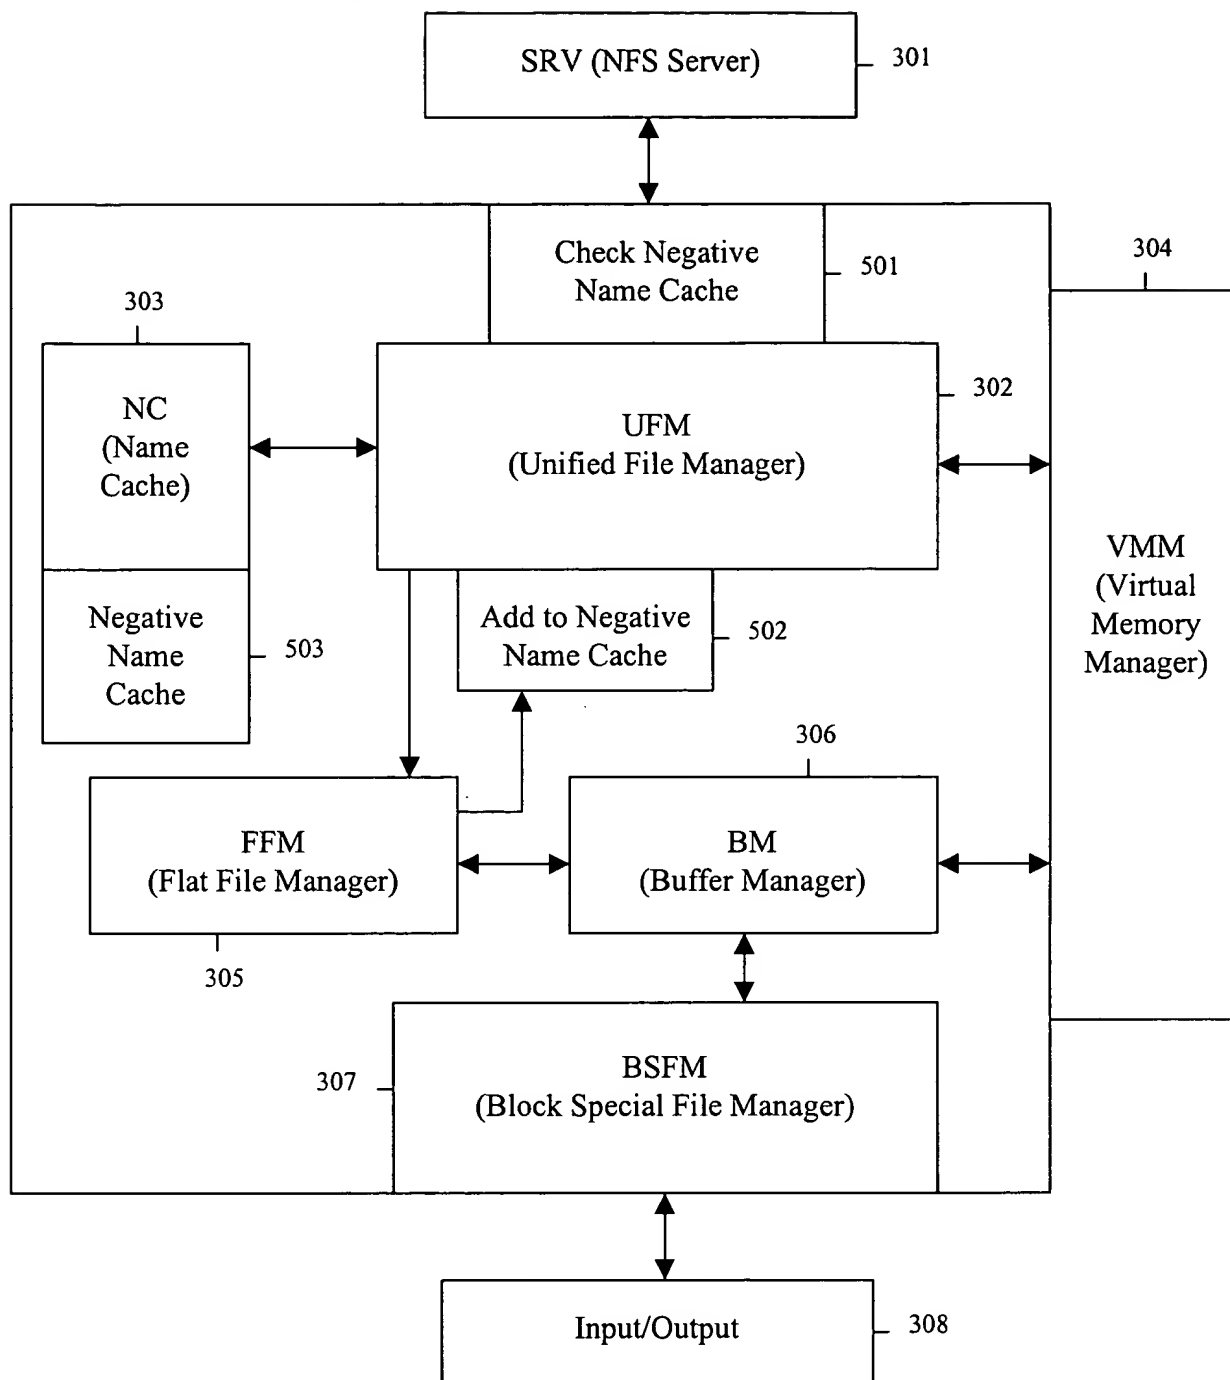 SRV (NFS Server)
301
Check Negative
Name Cache
501
304
303
NC
(Name
Cache)
UFM
(Unified File Manager)
302
VMM
(Virtual
Memory
Manager)
Negative
Name
Cache
503
Add to Negative
Name Cache
502
306
FFM
(Flat File Manager)
BM
(Buffer Manager)
305
307
BSFM
(Block Special File Manager)
Input/Output
308